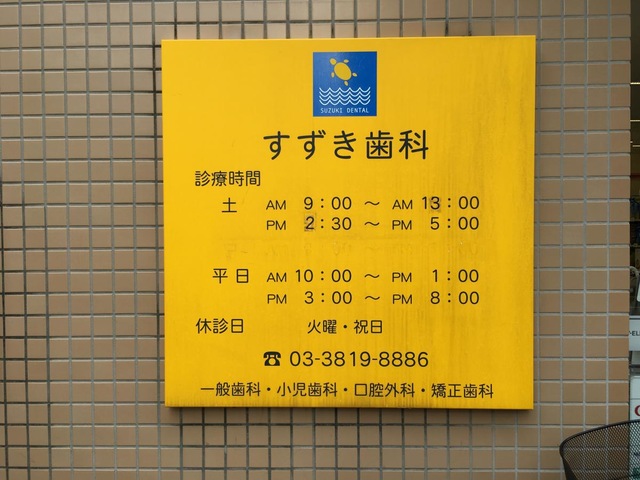 SUZUKI DENTAL
すずき歯科
診療時間
土 AM 9:00 ～ AM 13:00
PM 2:30 ～ PM 5:00
平日 AM 10:00 ～ PM 1:00
PM 3:00 ～ PM 8:00
休診日 火曜・祝日
☎ 03-3819-8886
一般歯科・小児歯科・口腔外科・矯正歯科